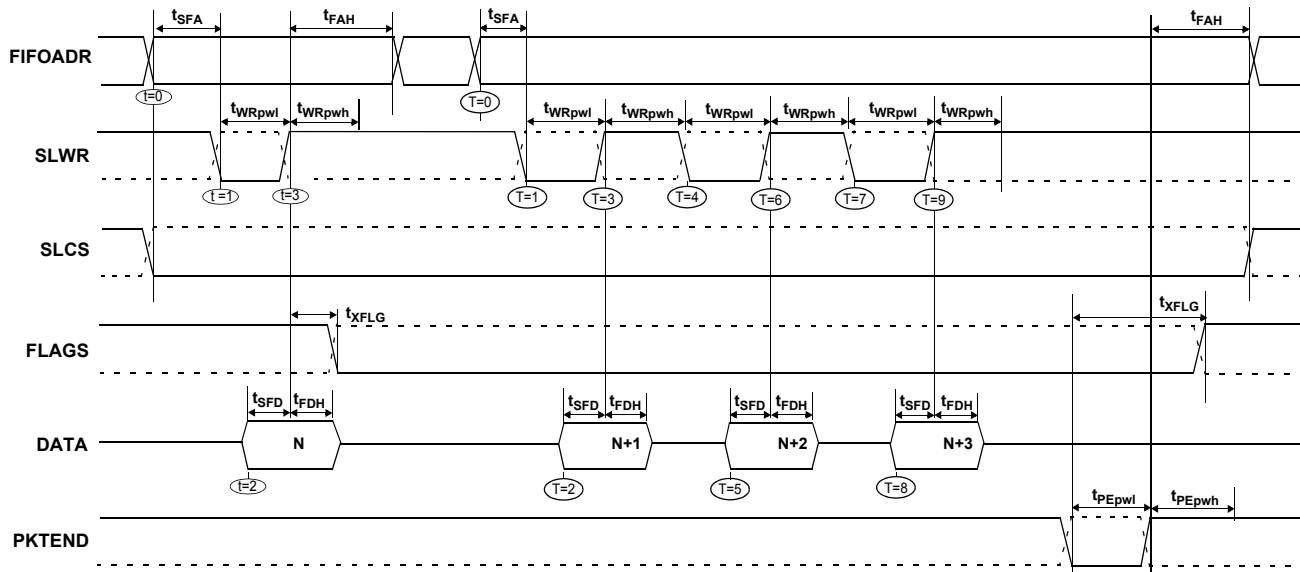 tSFA tFAH tSFA tFAH
FIFOADR
t=0 T=0
tWRpwl tWRpwh tWRpwl tWRpwh tWRpwl tWRpwh tWRpwl tWRpwh
SLWR
t =1 t=3 T=1 T=3 T=4 T=6 T=7 T=9
SLCS
tXFLG tXFLG
FLAGS
tSFD tFDH tSFD tFDH tSFD tFDH tSFD tFDH
DATA N N+1 N+2 N+3
t=2 T=2 T=5 T=8
tPEpwl tPEpwh
PKTEND